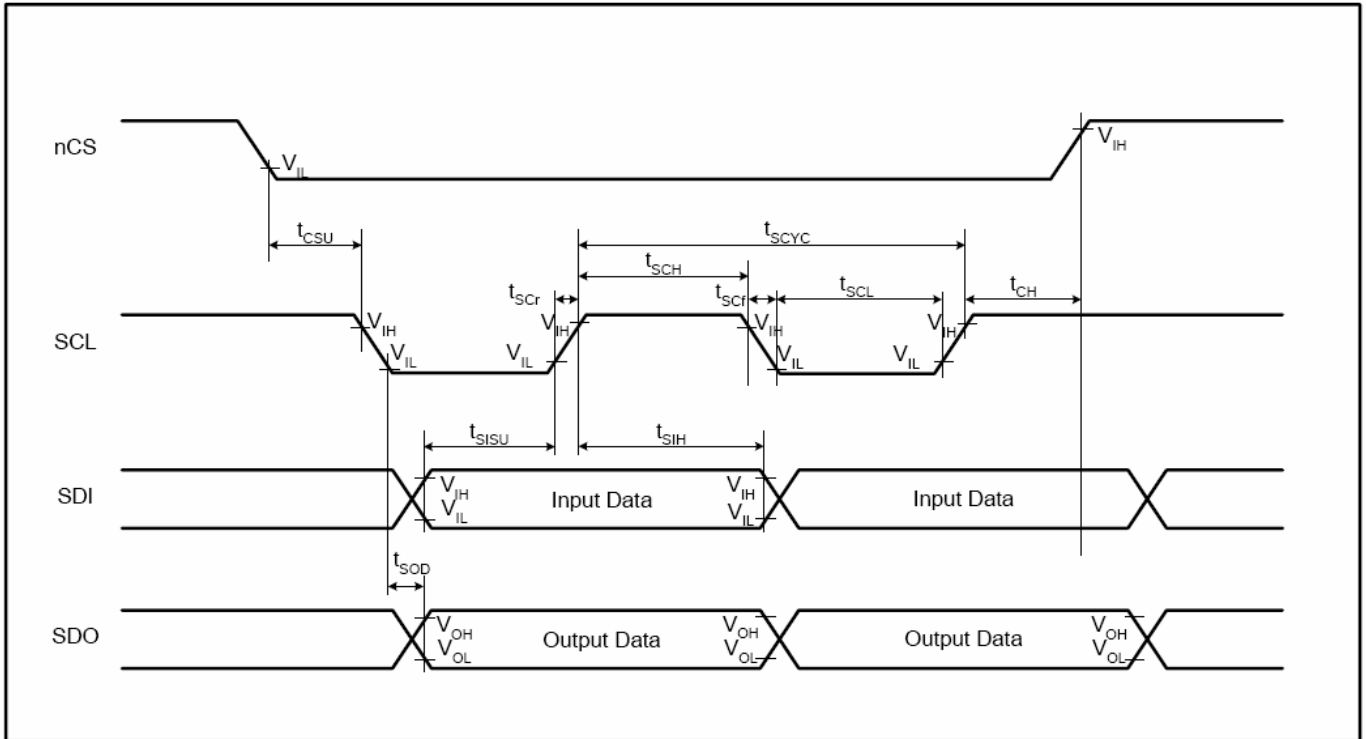 nCS
V_IL
V_IH
t_CSU
t_SCYC
t_SCH
t_SCr
t_SCf
t_SCL
t_CH
SCL
V_IH
V_IL
V_IL
V_IH
V_IH
V_IL
V_IL
V_IH
t_SISU
t_SIH
SDI
V_IH
V_IL
Input Data
V_IH
V_IL
Input Data
t_SOD
SDO
V_OH
V_OL
Output Data
V_OH
V_OL
Output Data
V_OH
V_OL